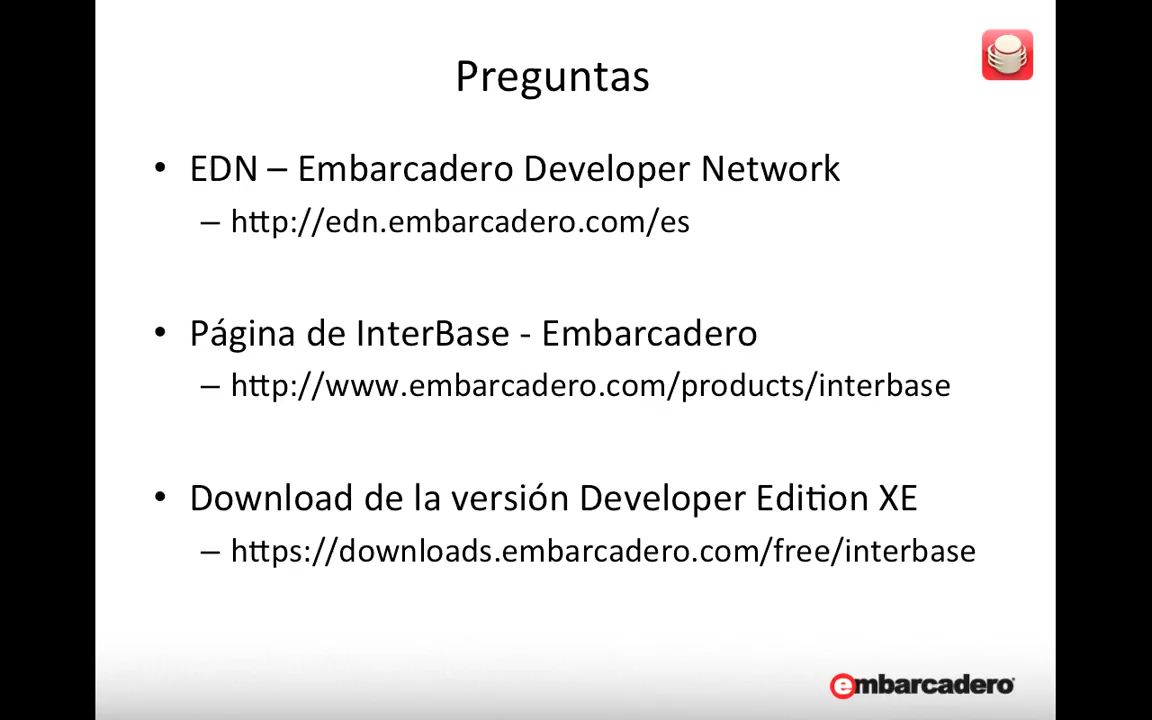 Preguntas
• EDN – Embarcadero Developer Network
– http://edn.embarcadero.com/es
• Página de InterBase - Embarcadero
– http://www.embarcadero.com/products/interbase
• Download de la versión Developer Edition XE
– https://downloads.embarcadero.com/free/interbase
embarcadero